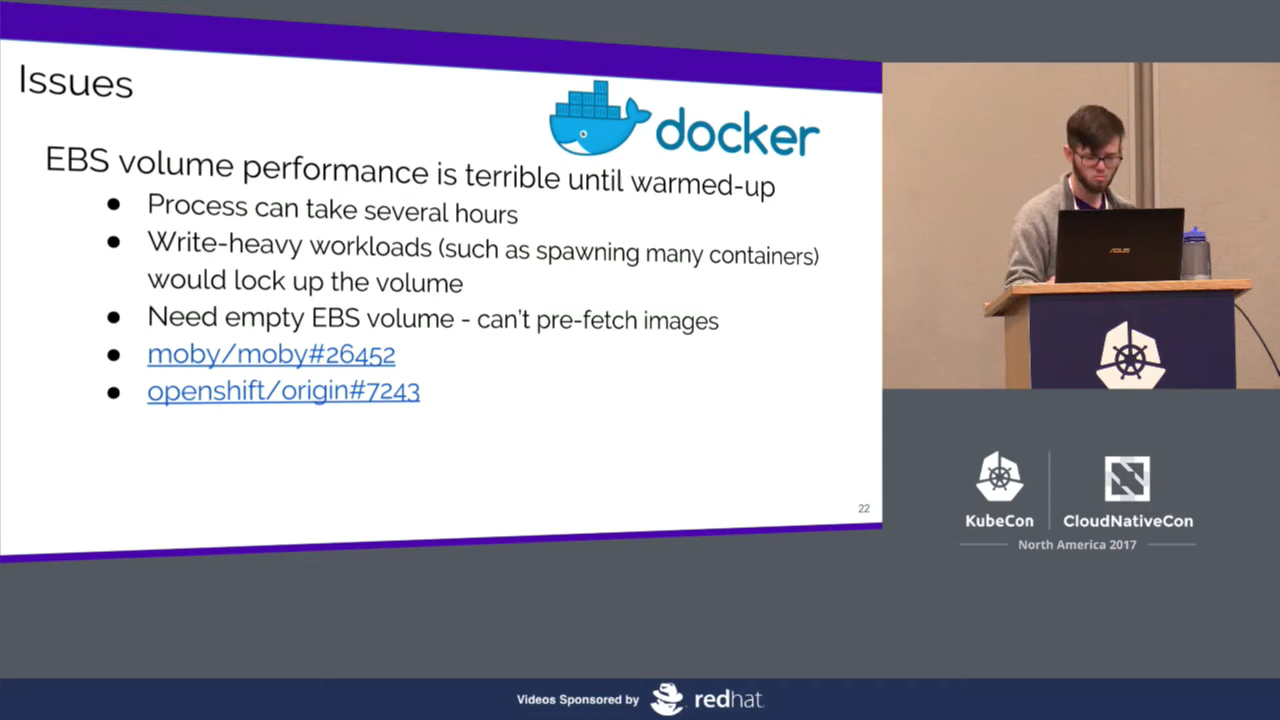 Issues
docker
EBS volume performance is terrible until warmed-up
● Process can take several hours
● Write-heavy workloads (such as spawning many containers)
would lock up the volume
● Need empty EBS volume - can't pre-fetch images
● moby/moby#26452
● openshift/origin#7243
22
ASUS
KubeCon
CloudNativeCon
North America 2017
Videos Sponsored by
redhat